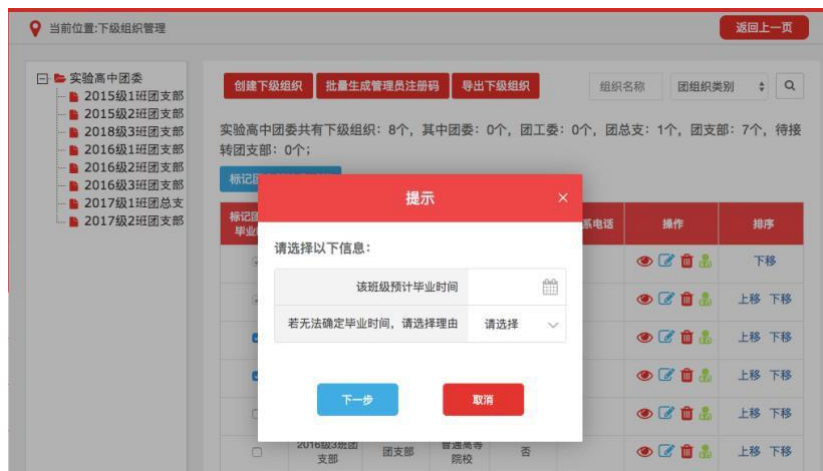 当前位置:下级组织管理
返回上一页
实验高中团委
2015级1班团支部
2015级2班团支部
2018级3班团支部
2016级1班团支部
2016级2班团支部
2016级3班团支部
2017级1班团总支
2017级2班团支部
创建下级组织 批量生成管理员注册码 导出下级组织 组织名称 团组织类别
实验高中团委共有下级组织：8个，其中团委：0个，团工委：0个，团总支：1个，团支部：7个，待接
转团支部：0个；
标记
提示
×
系电话 操作 排序
请选择以下信息：
该班级预计毕业时间
若无法确定毕业时间，请选择理由 请选择
下一步 取消
下移
上移 下移
上移 下移
上移 下移
上移 下移
2016级3班团
支部
团支部
普通高等
院校
否
上移 下移